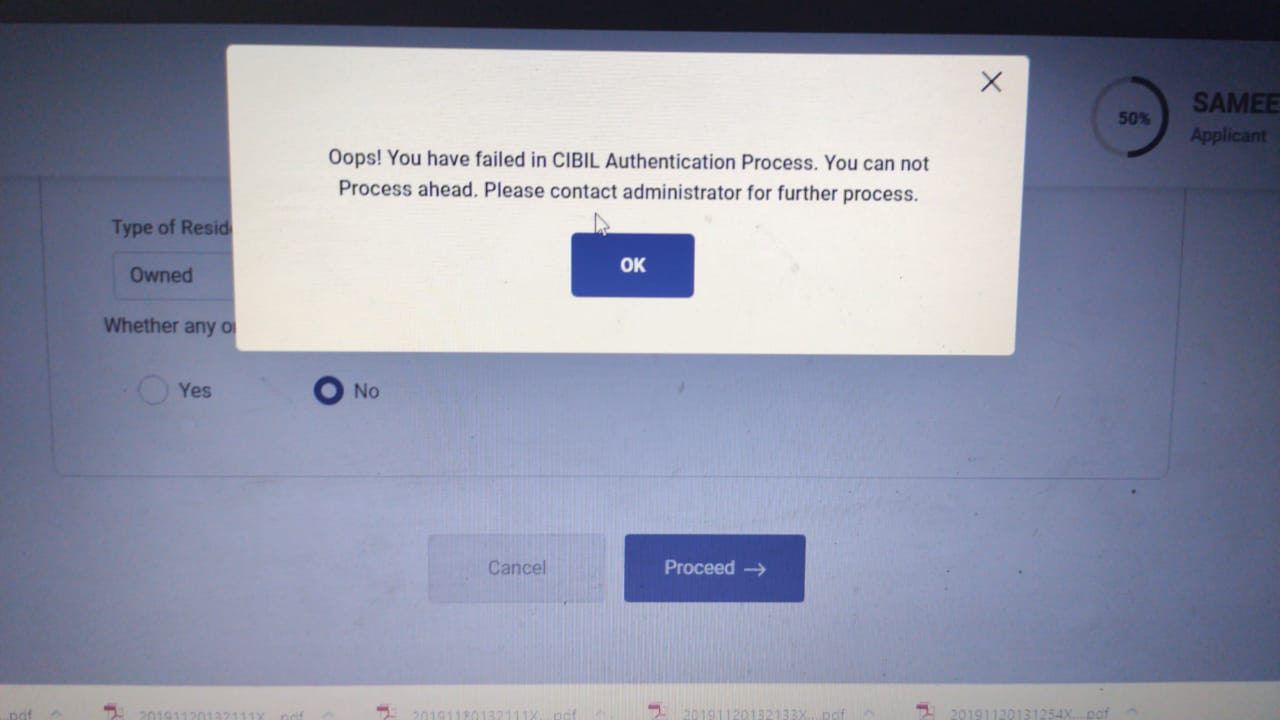 50%
SAMEE
Applicant
Oops! You have failed in CIBIL Authentication Process. You can not
Process ahead. Please contact administrator for further process.
OK
Type of Resid
Owned
Whether any o
Yes
No
Cancel
Proceed
.pdf
20191120132111X....pdf
20191120132111X....pdf
20191120132133X....pdf
20191120131254X....pdf